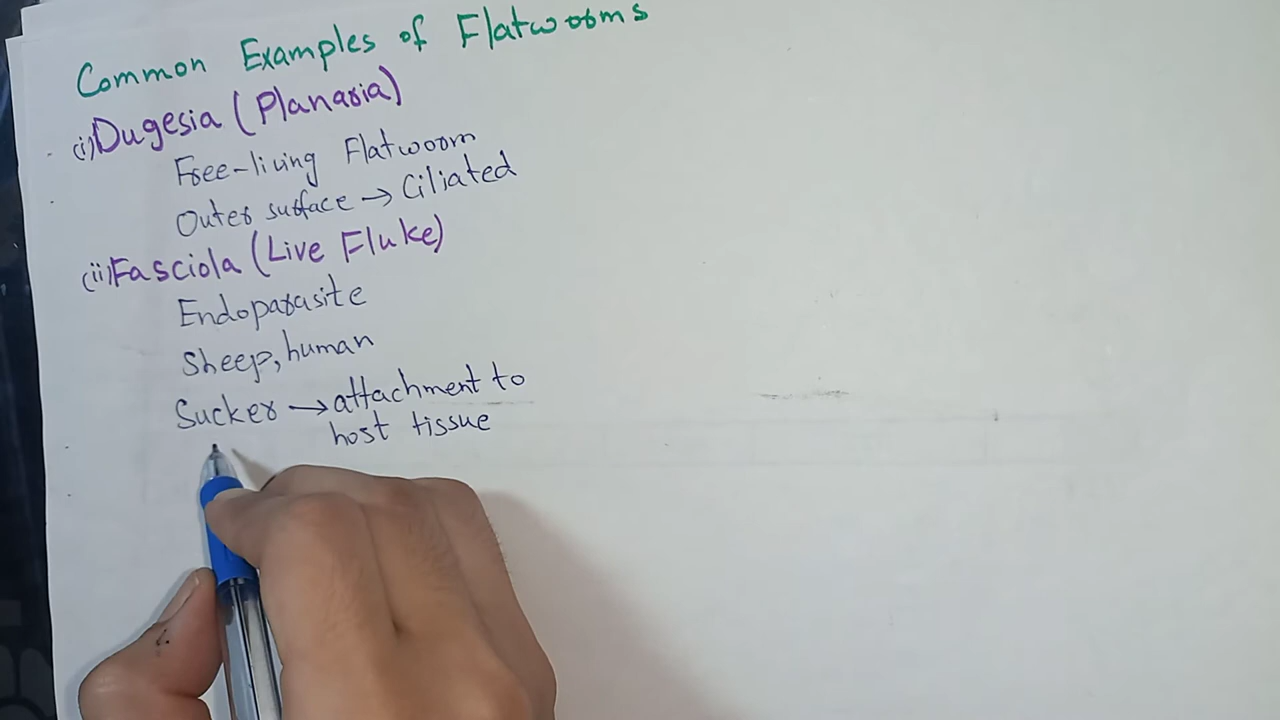 Common Examples of Flatworms
(i) Dugesia (Planaria)
Free-living Flatworm
Outer surface → Ciliated
(ii) Fasciola (Live Fluke)
Endoparasite
Sheep, human
Sucker → attachment to
host tissue